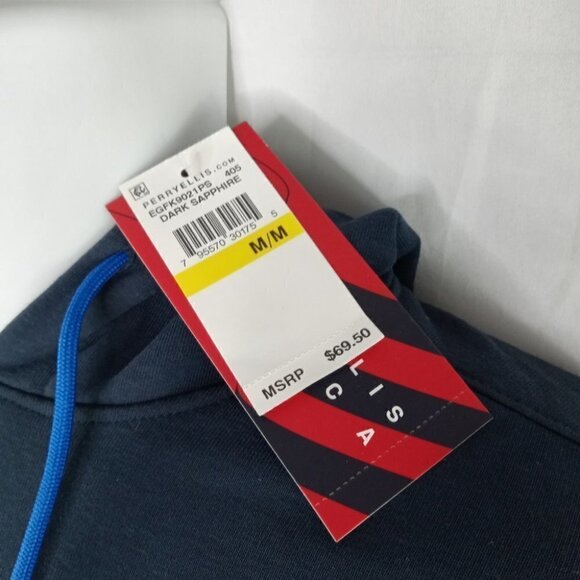 PERRYELLIS.COM
EGFK9021PS 405
DARK SAPPHIRE
7 95570 30175 5
M/M
MSRP $69.50
L I S
C A